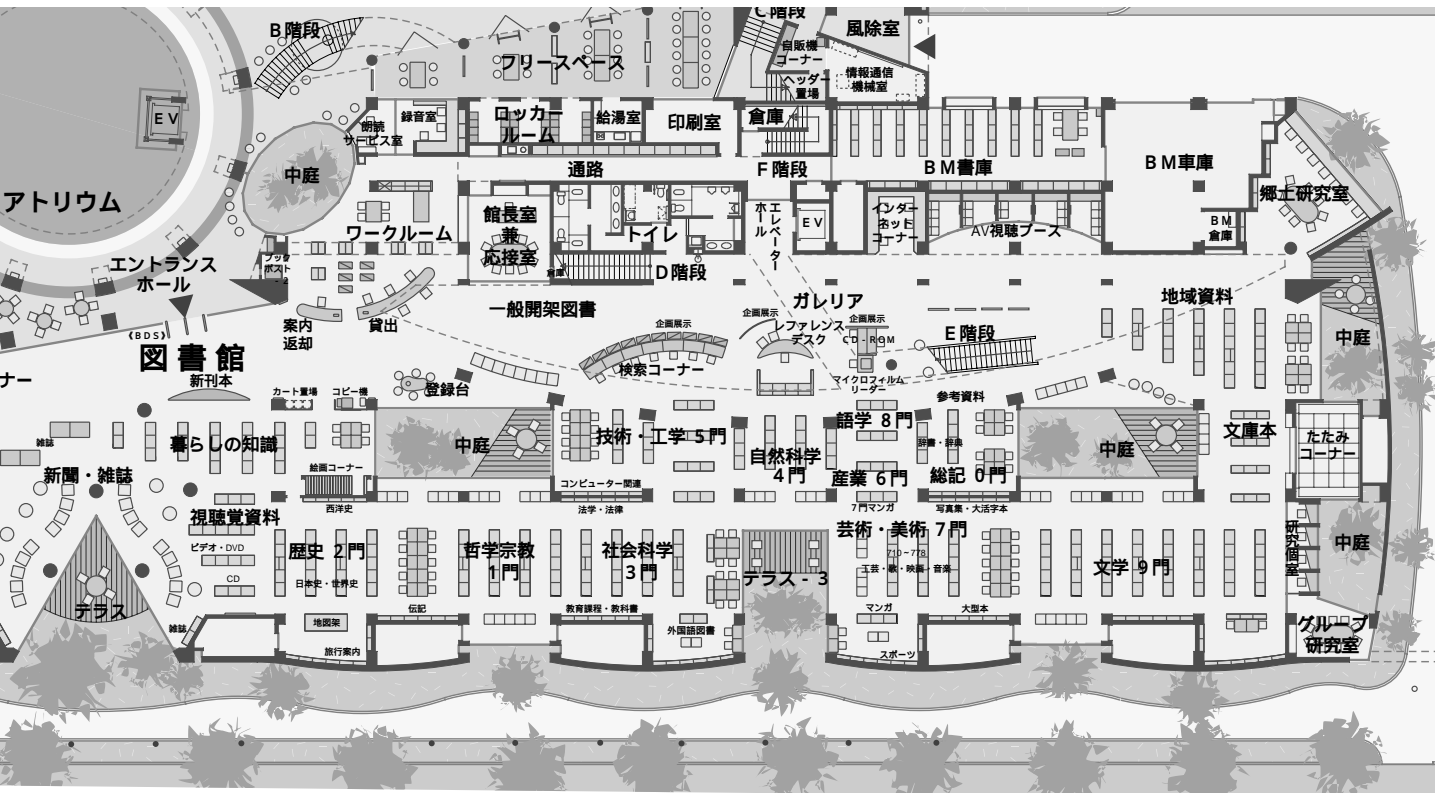 B階段
C階段
風除室
自販機
コーナー
情報通信
機械室
フリースペース
ヘッダー
置場
EV
朗読
サービス室
録音室
ロッカー
ルーム
給湯室
印刷室
倉庫
通路
F階段
BM書庫
BM車庫
郷土研究室
中庭
アトリウム
ワークルーム
館長室
兼
応接室
トイレ
エレベーター
ホール
EV
インター
ネット
コーナー
AV視聴ブース
BM
倉庫
エントランス
ホール
ブック
ポスト
-2
倉庫
D階段
一般開架図書
ガレリア
地域資料
案内
返却
貸出
《BDS》
図書館
企画展示
企画展示
レファレンス
デスク
企画展示
CD-ROM
E階段
中庭
ナー
新刊本
カート置場
コピー機
登録台
検索コーナー
マイクロフィルム
リーダー
参考資料
雑誌
暮らしの知識
中庭
技術・工学 5門
語学 8門
辞書・辞典
中庭
文庫本
たたみ
コーナー
新聞・雑誌
絵画コーナー
自然科学
4門
産業 6門
総記 0門
コンピューター関連
視聴覚資料
西洋史
法学・法律
7門マンガ
写真集・大活字本
芸術・美術 7門
研究個室
中庭
ビデオ・DVD
歴史 2門
哲学宗教
1門
社会科学
3門
710~778
工芸・歌・映画・音楽
文学 9門
CD
日本史・世界史
テラス-3
テラス
伝記
教育課程・教科書
マンガ
大型本
雑誌
地図架
外国語図書
グループ
研究室
旅行案内
スポーツ